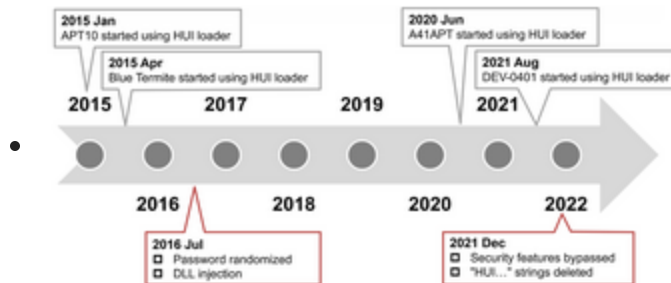 2015 Jan
APT10 started using HUI loader
2015 Apr
Blue Termite started using HUI loader
2020 Jun
A41APT started using HUI loader
2021 Aug
DEV-0401 started using HUI loader
2015
2017
2019
2021
2016
2018
2020
2022
2016 Jul
Password randomized
DLL injection
2021 Dec
Security features bypassed
"HUI..." strings deleted